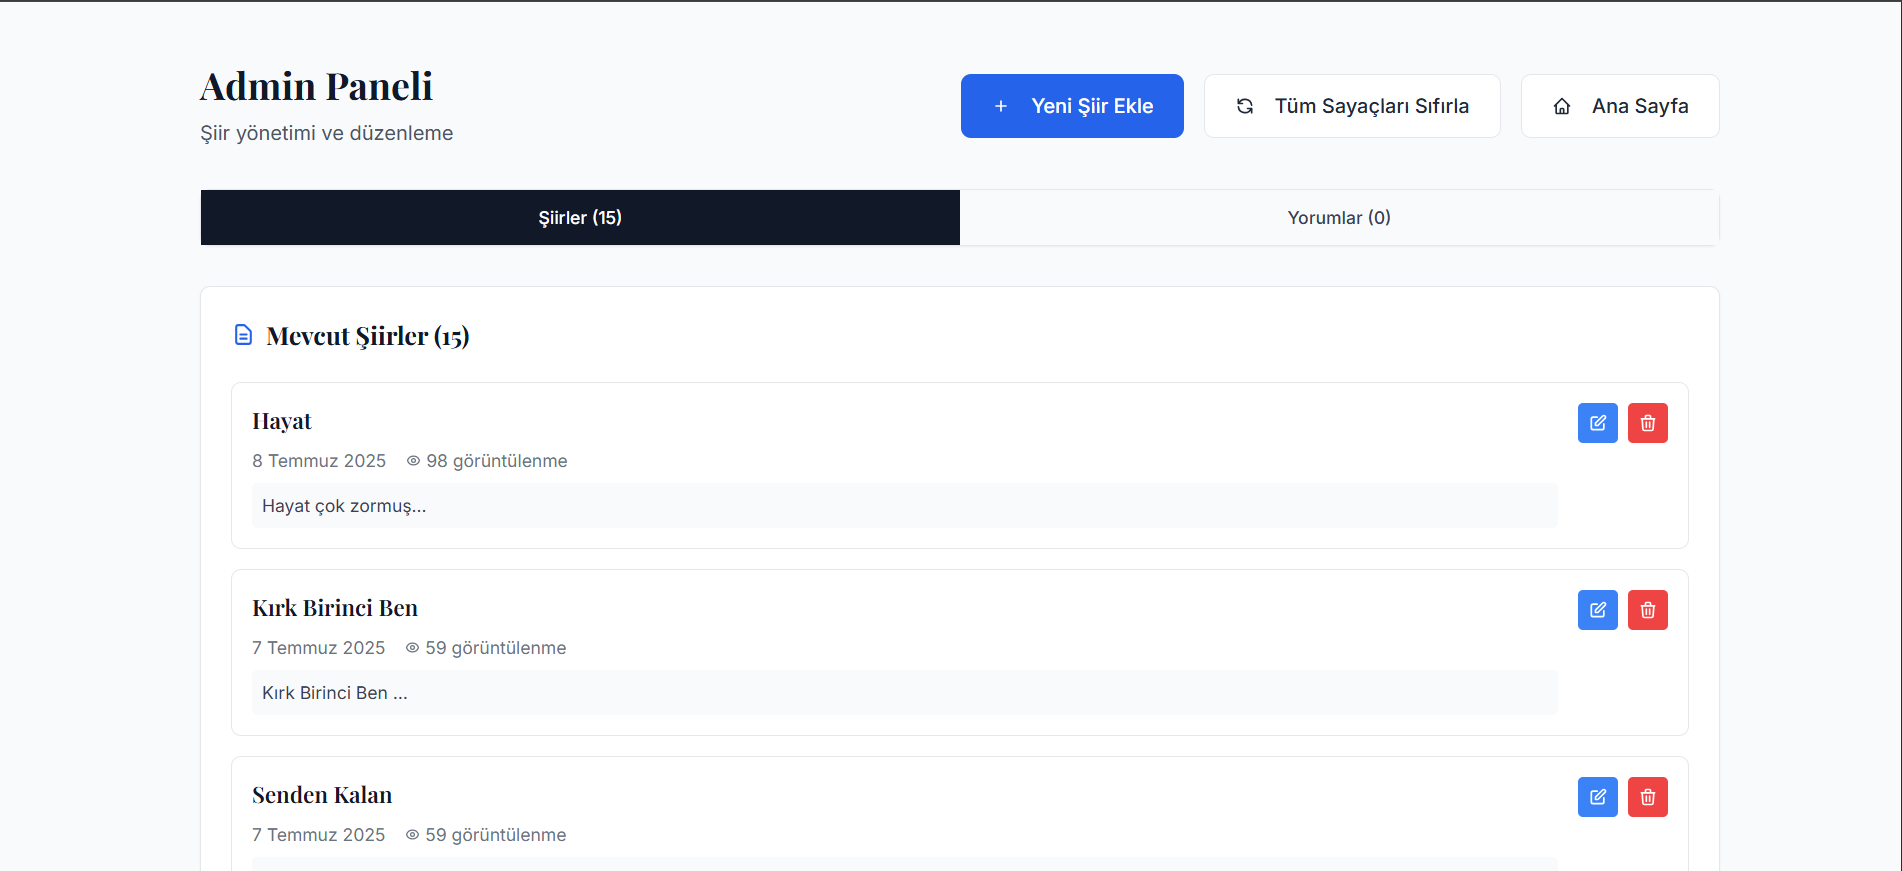 Admin Paneli
Şiir yönetimi ve düzenleme
Yeni Şiir Ekle
Tüm Sayaçları Sıfırla
Ana Sayfa
Şiirler (15)
Yorumlar (0)
Mevcut Şiirler (15)
Hayat
8 Temmuz 2025 98 görüntülenme
Hayat çok zormuş...
Kırk Birinci Ben
7 Temmuz 2025 59 görüntülenme
Kırk Birinci Ben ...
Senden Kalan
7 Temmuz 2025 59 görüntülenme